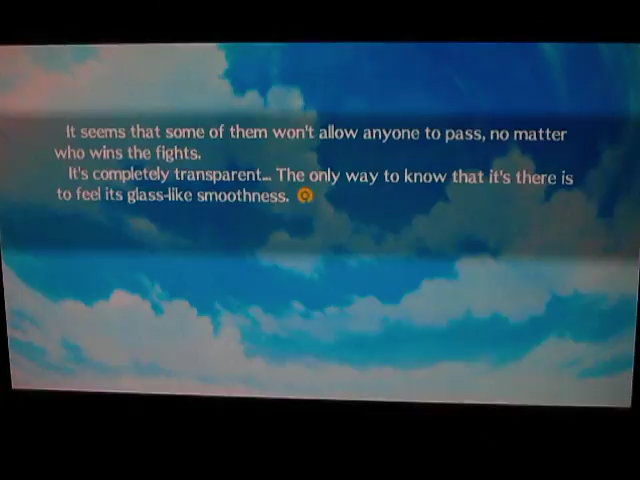 It seems that some of them won't allow anyone to pass, no matter
who wins the fights.
It's completely transparent... The only way to know that it's there is
to feel its glass-like smoothness.